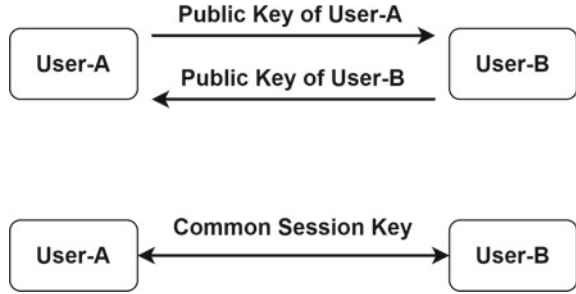 Public Key of User-A
User-A
User-B
Public Key of User-B
Common Session Key
User-A
User-B